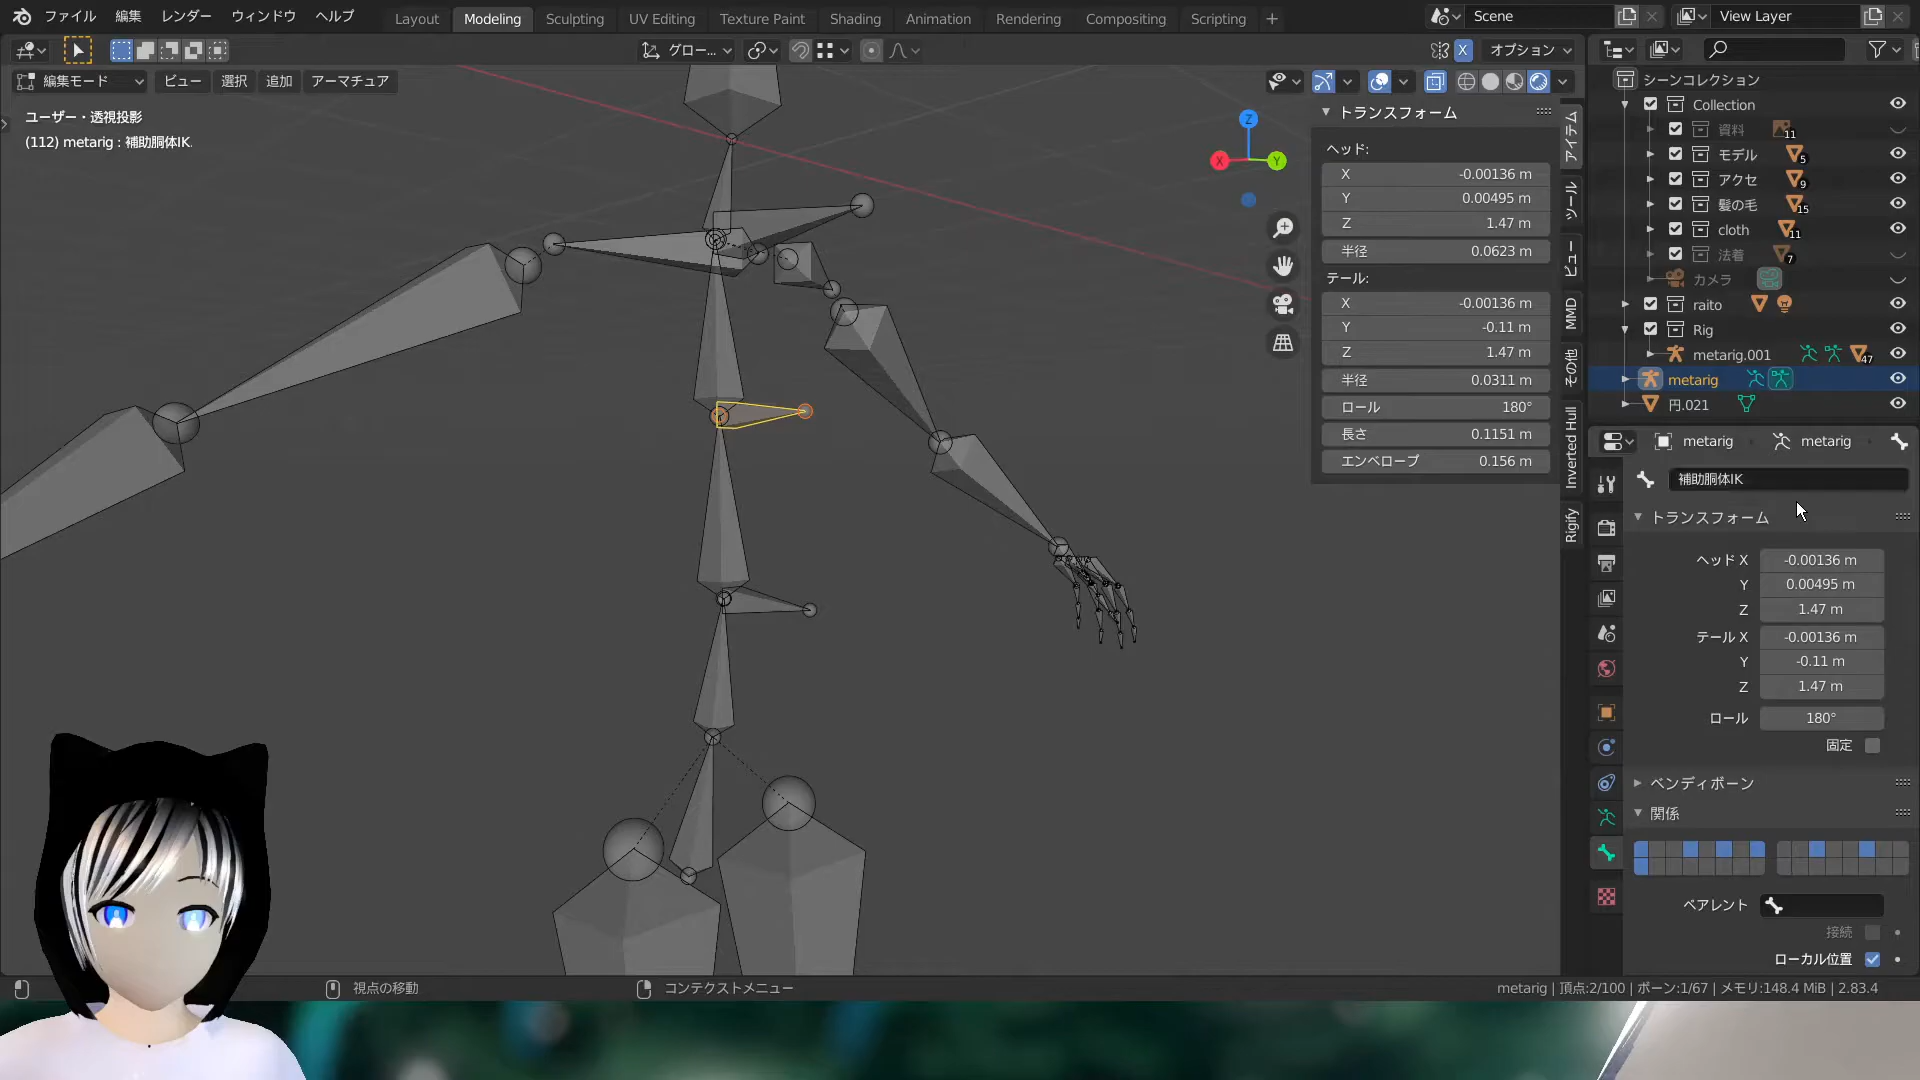 ファイル 編集 レンダー ウィンドウ ヘルプ Layout Modeling Sculpting UV Editing Texture Paint Shading Animation Rendering Compositing Scripting + Scene View Layer
グロー... X オプション
編集モード ビュー 選択 追加 アーマチュア
ユーザー・透視投影
(112) metarig : 補助胴体IK
Z
X
Y
トランスフォーム
ヘッド:
X -0.00136 m
Y 0.00495 m
Z 1.47 m
半径 0.0623 m
テール:
X -0.00136 m
Y -0.11 m
Z 1.47 m
半径 0.0311 m
ロール 180°
長さ 0.1151 m
エンベロープ 0.156 m
アイテム
ツール
ビュー
MMD
その他
Inverted Hull
Rigify
シーンコレクション
Collection
資料 11
モデル 5
アクセ 9
髪の毛 15
cloth 11
法着 7
カメラ
raito
Rig
metarig.001 47
metarig
円.021
metarig metarig
補助胴体IK
トランスフォーム
ヘッド X -0.00136 m
Y 0.00495 m
Z 1.47 m
テール X -0.00136 m
Y -0.11 m
Z 1.47 m
ロール 180°
固定
ベンディボーン
関係
ペアレント
接続
ローカル位置
視点の移動 コンテクストメニュー metarig | 頂点:2/100 | ボーン:1/67 | メモリ:148.4 MiB | 2.83.4